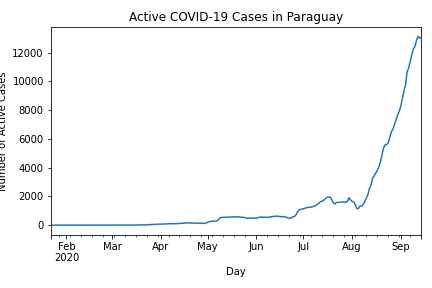 Active COVID-19 Cases in Paraguay
Number of Active Cases
12000
10000
8000
6000
4000
2000
0
Feb Mar Apr May Jun Jul Aug Sep
2020
Day